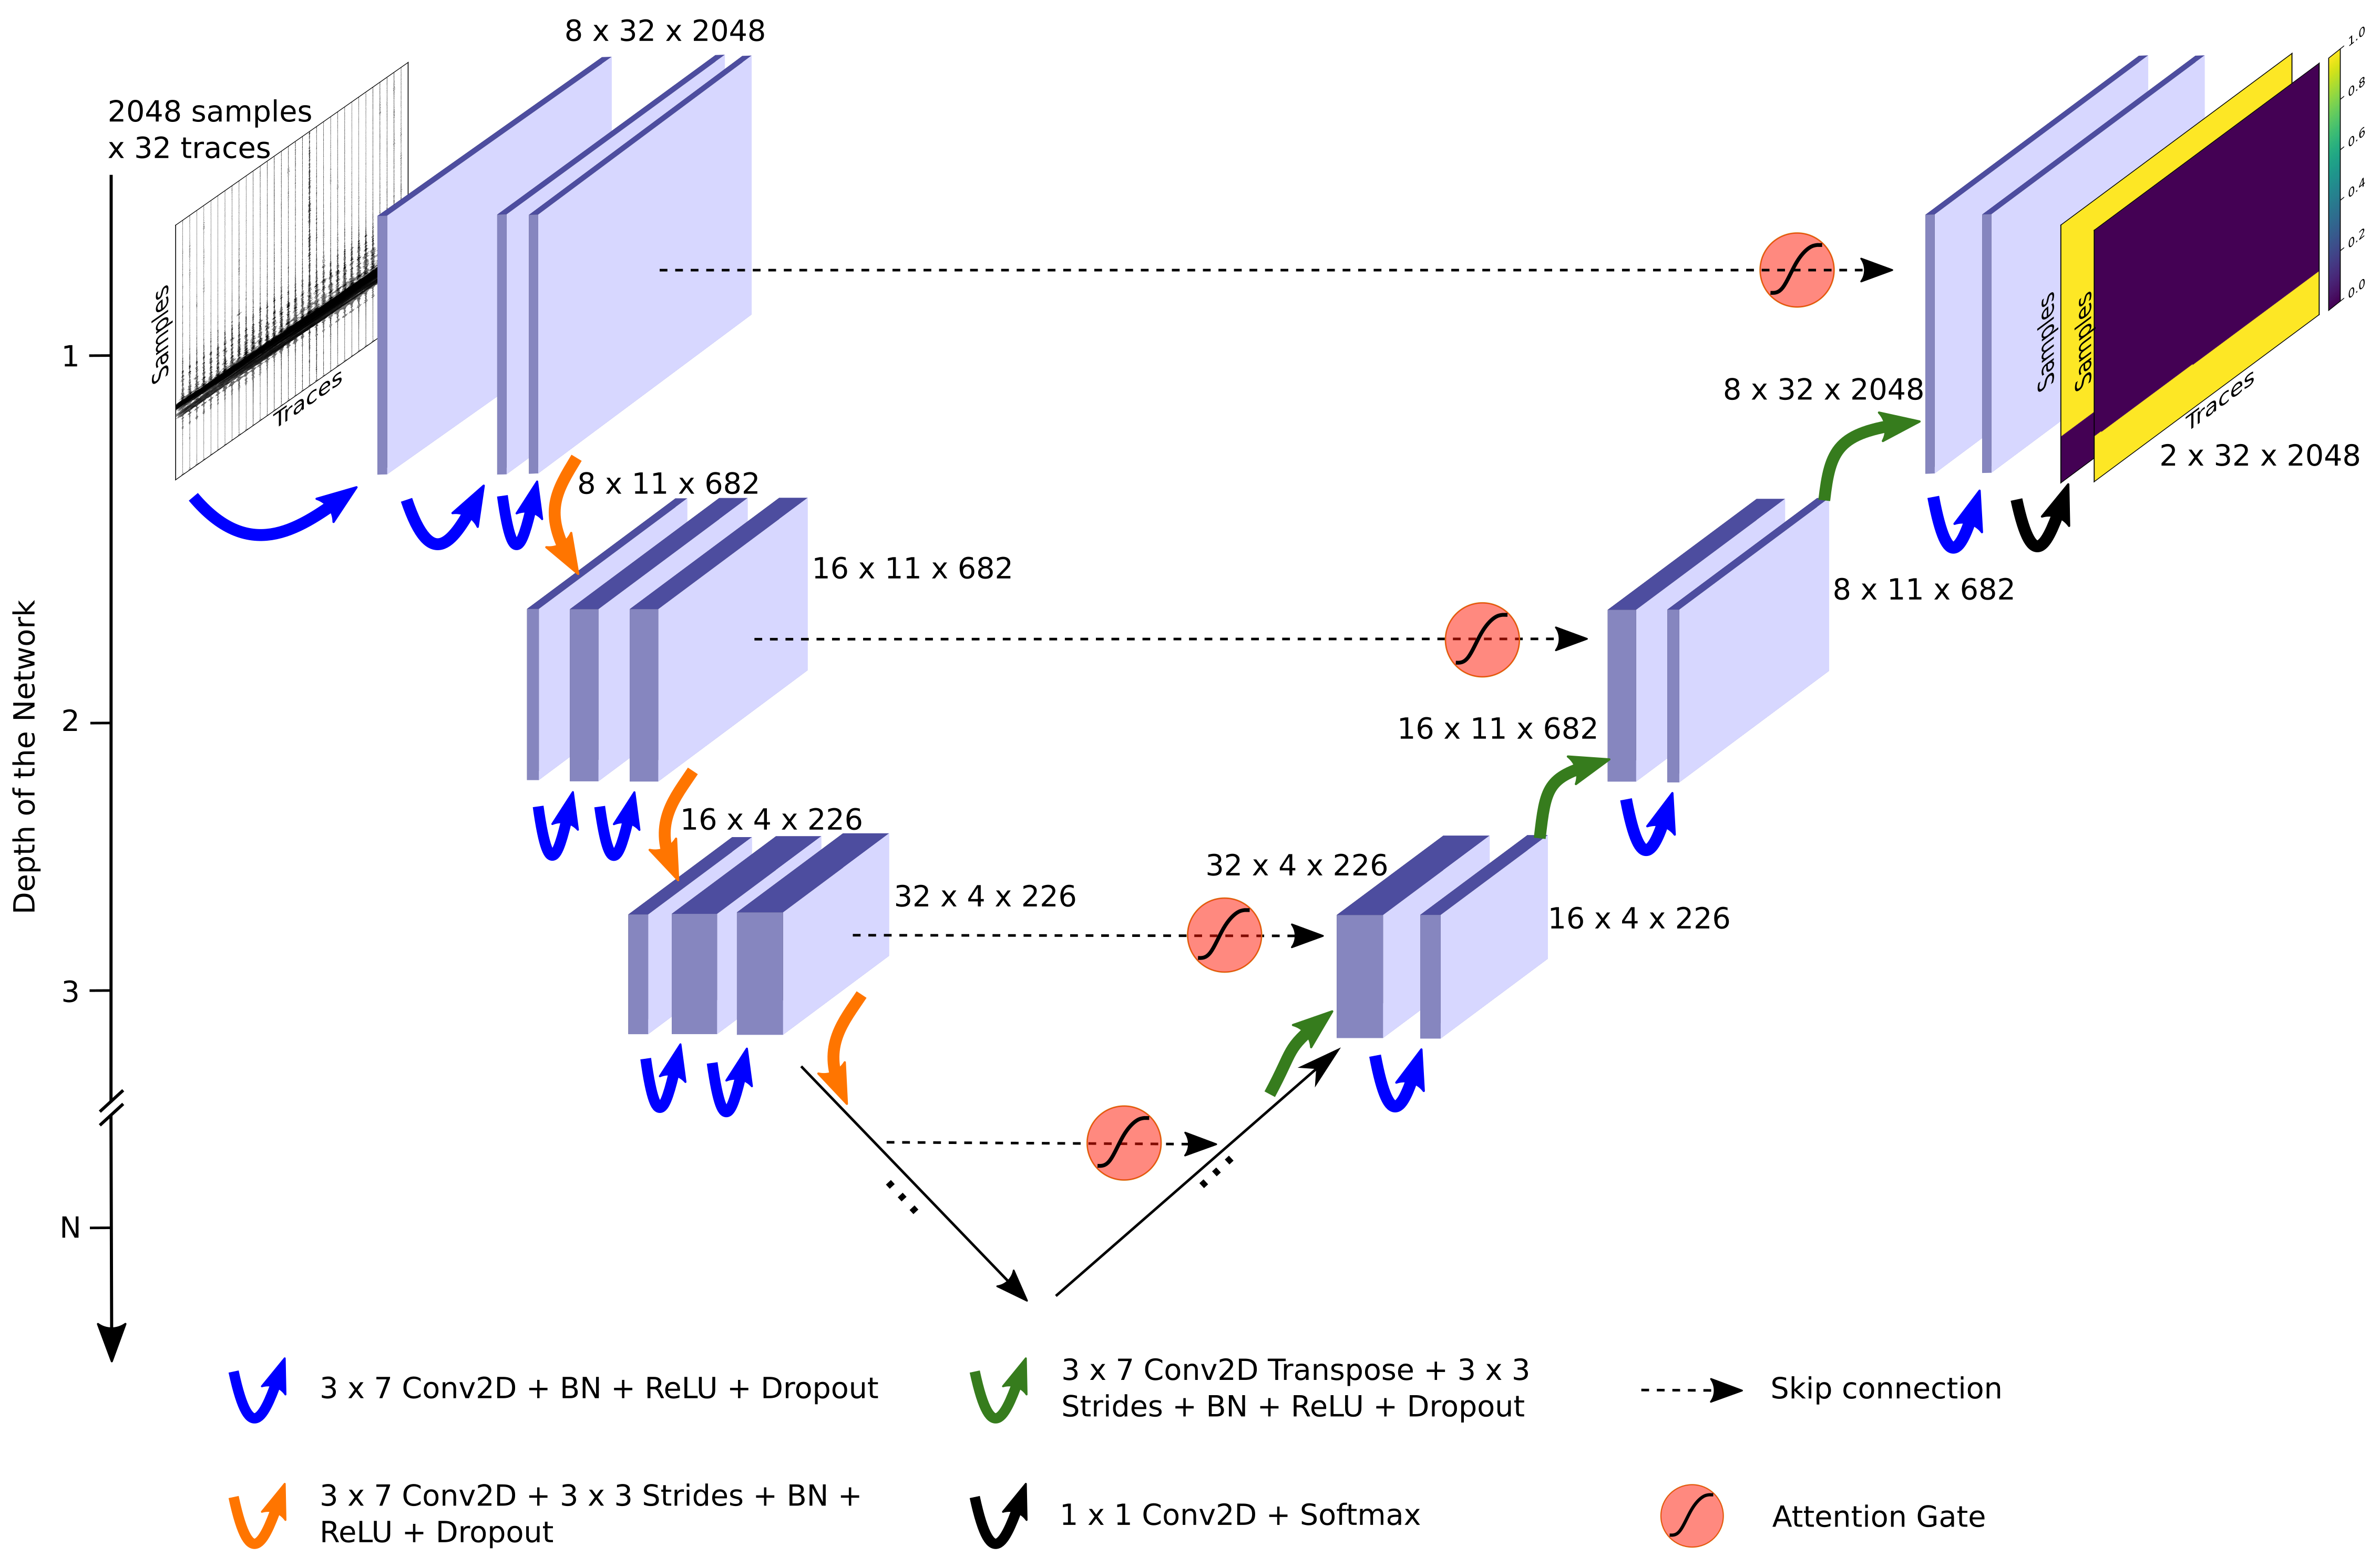 8 x 32 x 2048
2048 samples
x 32 traces
Samples
Traces
1.0
0.8
0.6
0.4
0.2
0.0
Samples
Samples
Traces
2 x 32 x 2048
8 x 32 x 2048
1
8 x 11 x 682
16 x 11 x 682
8 x 11 x 682
Depth of the Network
2
16 x 11 x 682
16 x 4 x 226
32 x 4 x 226
32 x 4 x 226
16 x 4 x 226
3
N
3 x 7 Conv2D + BN + ReLU + Dropout
3 x 7 Conv2D Transpose + 3 x 3
Strides + BN + ReLU + Dropout
Skip connection
3 x 7 Conv2D + 3 x 3 Strides + BN +
ReLU + Dropout
1 x 1 Conv2D + Softmax
Attention Gate